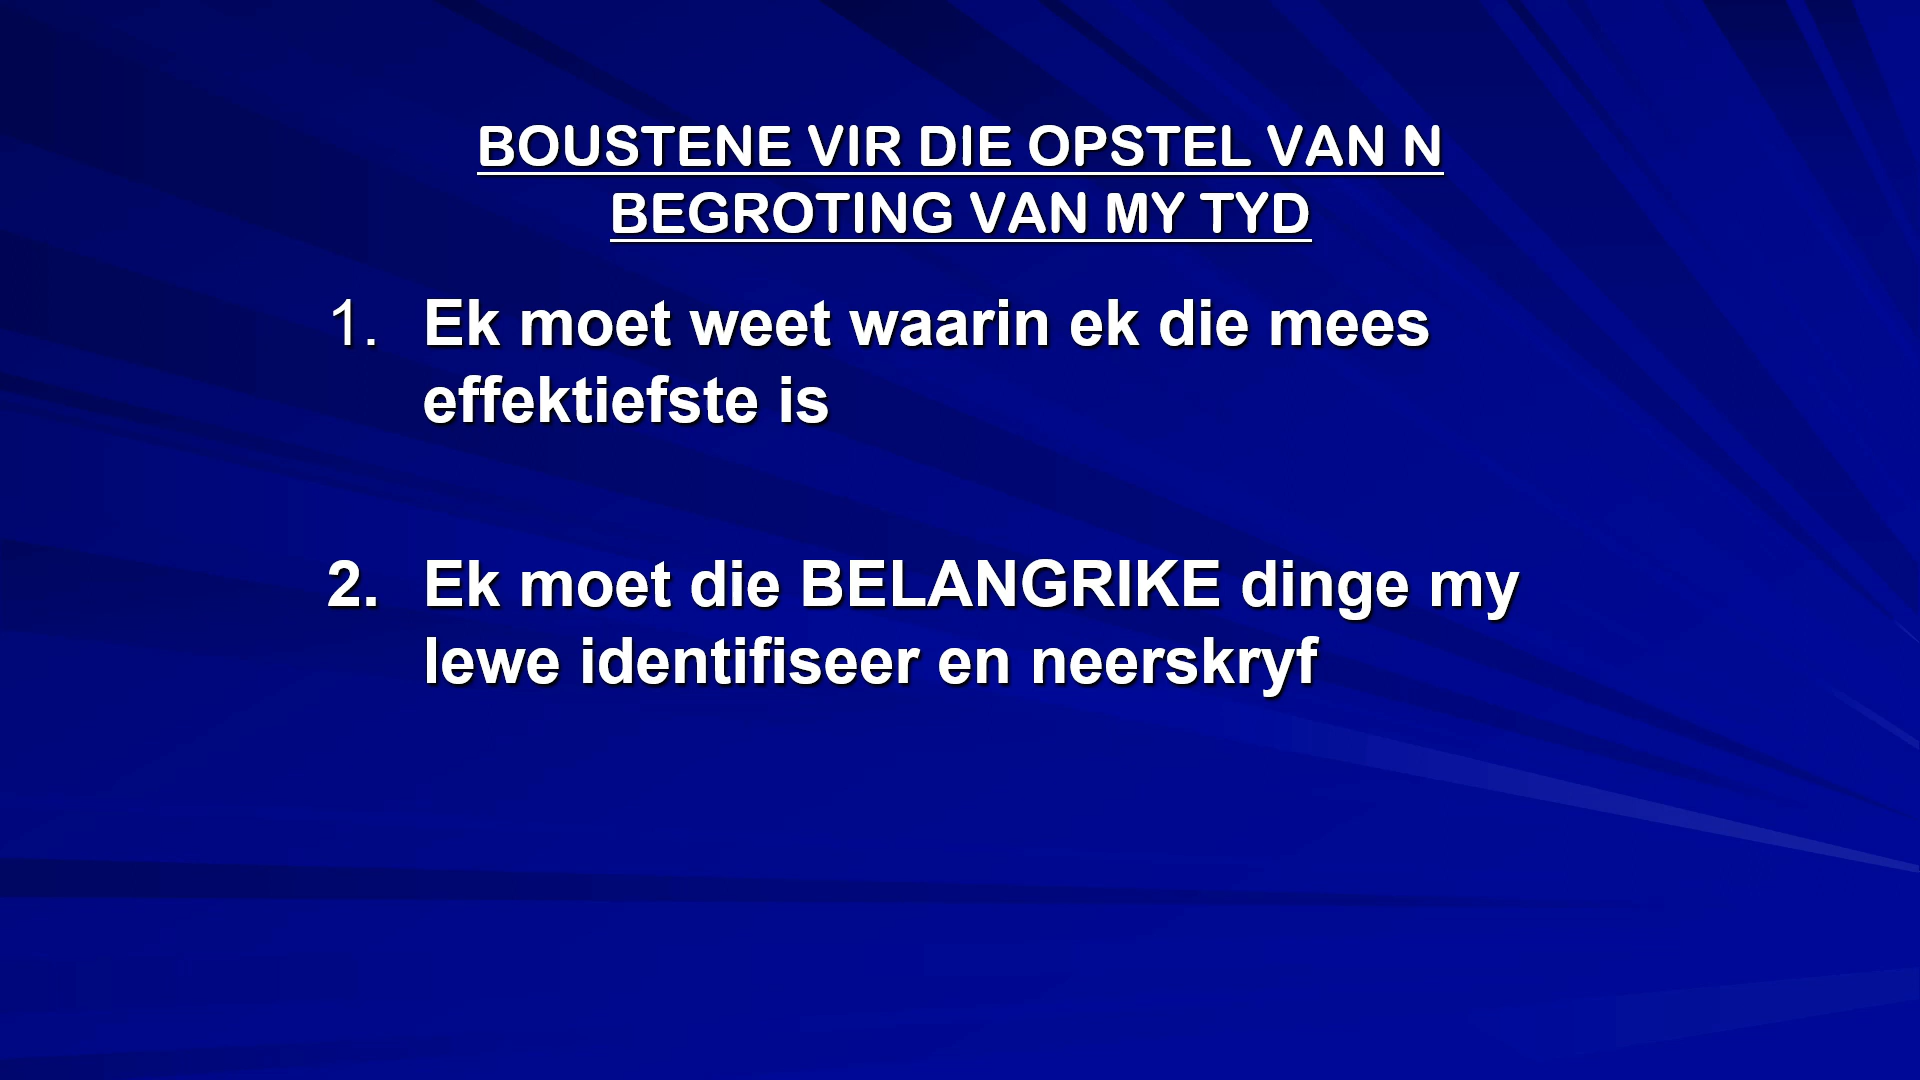 BOUSTENE VIR DIE OPSTEL VAN N
BEGROTING VAN MY TYD
1. Ek moet weet waarin ek die mees
effektiefste is
2. Ek moet die BELANGRIKE dinge my
lewe identifiseer en neerskryf